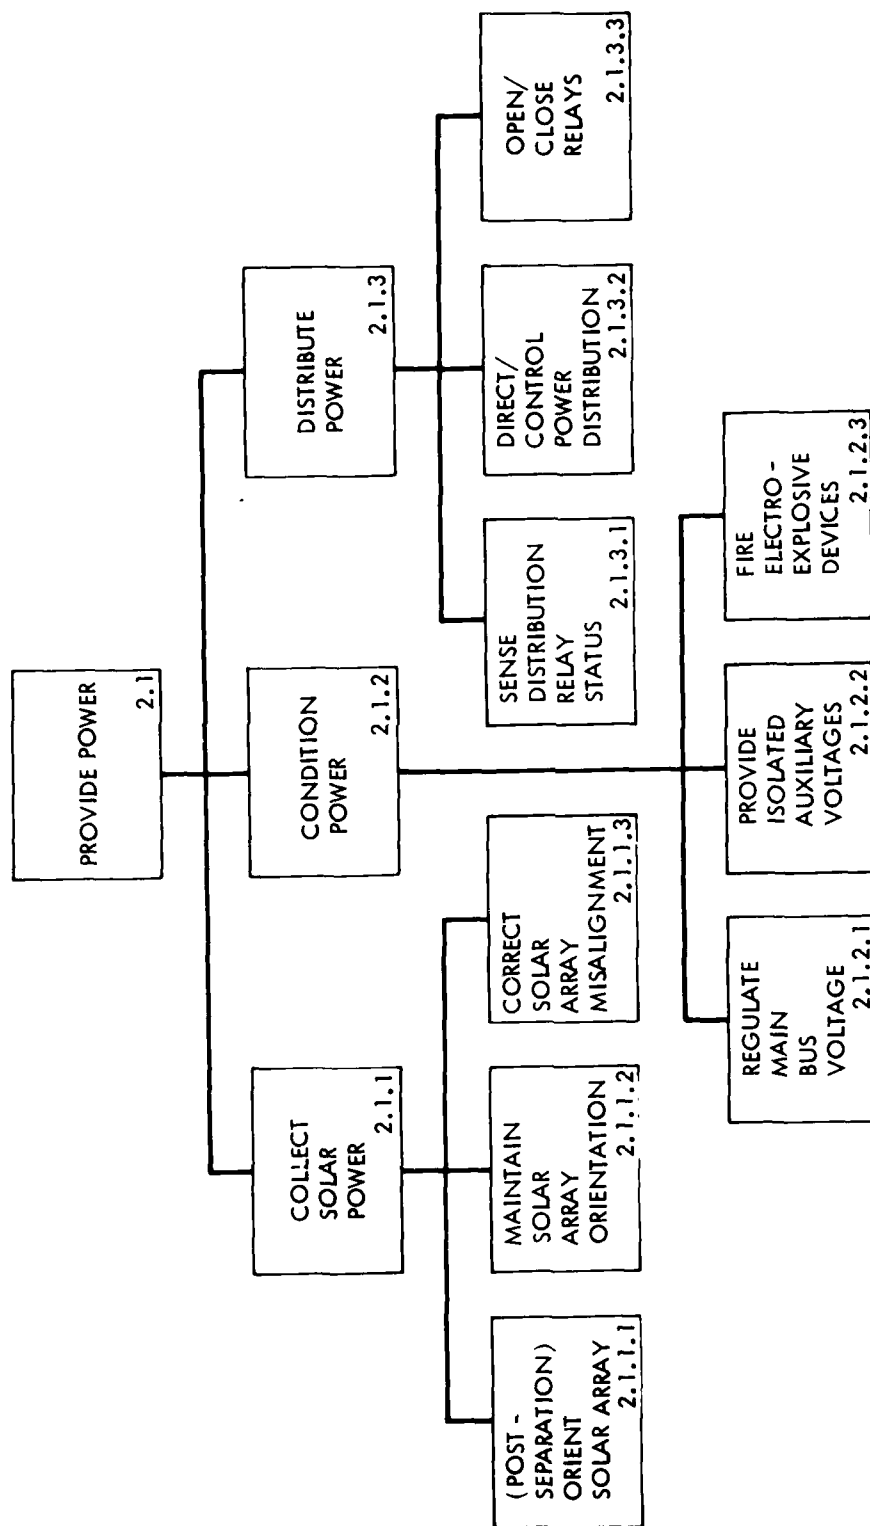 PROVIDE POWER
2.1
COLLECT
SOLAR
POWER
2.1.1
CONDITION
POWER
2.1.2
DISTRIBUTE
POWER
2.1.3
(POST-
SEPARATION)
ORIENT
SOLAR ARRAY
2.1.1.1
MAINTAIN
SOLAR
ARRAY
ORIENTATION
2.1.1.2
CORRECT
SOLAR
ARRAY
MISALIGNMENT
2.1.1.3
SENSE
DISTRIBUTION
RELAY
STATUS
2.1.3.1
DIRECT/
CONTROL
POWER
DISTRIBUTION
2.1.3.2
OPEN/
CLOSE
RELAYS
2.1.3.3
REGULATE
MAIN
BUS
VOLTAGE
2.1.2.1
PROVIDE
ISOLATED
AUXILIARY
VOLTAGES
2.1.2.2
FIRE
ELECTRO-
EXPLOSIVE
DEVICES
2.1.2.3